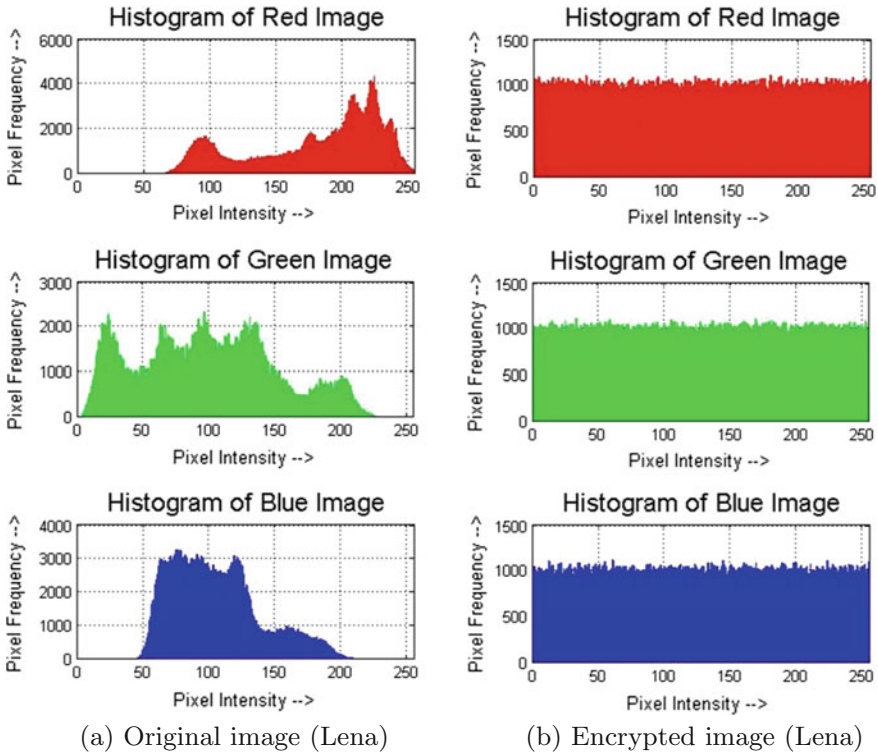 Histogram of Red Image
Pixel Frequency -->
6000
4000
2000
0
0 50 100 150 200 250
Pixel Intensity -->
Histogram of Red Image
Pixel Frequency -->
1500
1000
500
0
0 50 100 150 200 250
Pixel Intensity -->
Histogram of Green Image
Pixel Frequency -->
3000
2000
1000
0
0 50 100 150 200 250
Pixel Intensity -->
Histogram of Green Image
Pixel Frequency -->
1500
1000
500
0
0 50 100 150 200 250
Pixel Intensity -->
Histogram of Blue Image
Pixel Frequency -->
4000
3000
2000
1000
0
0 50 100 150 200 250
Pixel Intensity -->
Histogram of Blue Image
Pixel Frequency -->
1500
1000
500
0
0 50 100 150 200 250
Pixel Intensity -->
(a) Original image (Lena)
(b) Encrypted image (Lena)